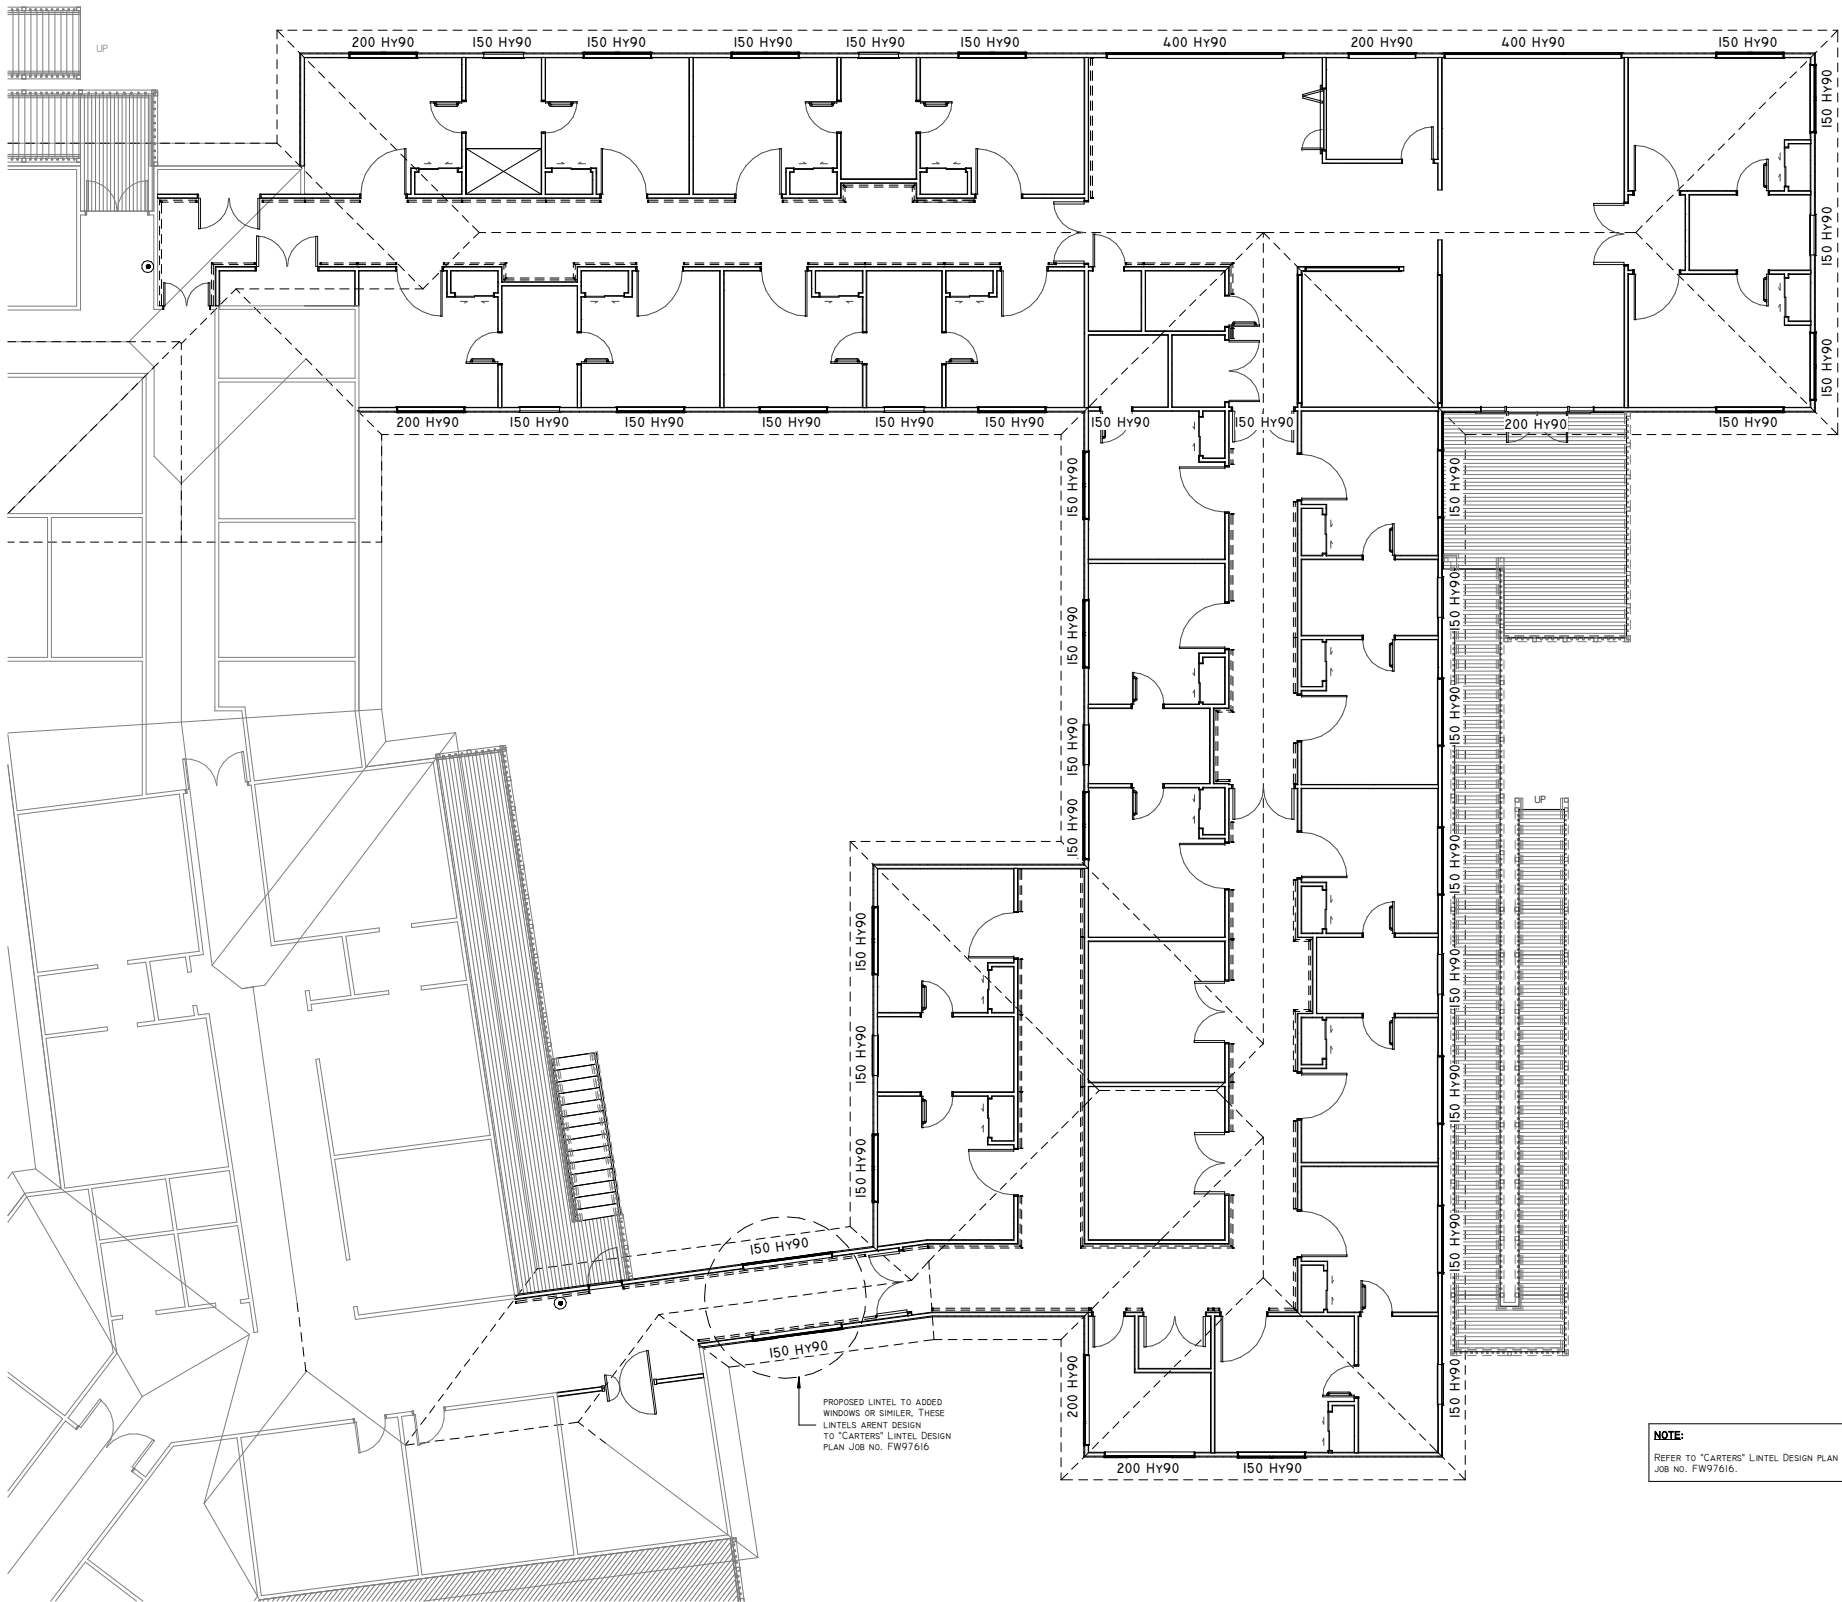 UP
200 HY90
150 HY90
150 HY90
150 HY90
150 HY90
150 HY90
400 HY90
200 HY90
400 HY90
150 HY90
150 HY90
150 HY90
150 HY90
200 HY90
150 HY90
150 HY90
150 HY90
150 HY90
150 HY90
150 HY90
150 HY90
200 HY90
150 HY90
150 HY90
150 HY90
150 HY90
150 HY90
150 HY90
150 HY90
150 HY90
150 HY90
150 HY90
150 HY90
150 HY90
150 HY90
150 HY90
UP
150 HY90
150 HY90
150 HY90
150 HY90
150 HY90
200 HY90
200 HY90
150 HY90
PROPOSED LINTEL TO ADDED
WINDOWS OR SIMILER, THESE
LINTELS ARENT DESIGN
TO "CARTERS" LINTEL DESIGN
PLAN JOB NO. FW97616
NOTE:
REFER TO "CARTERS" LINTEL DESIGN PLAN
JOB NO. FW97616.